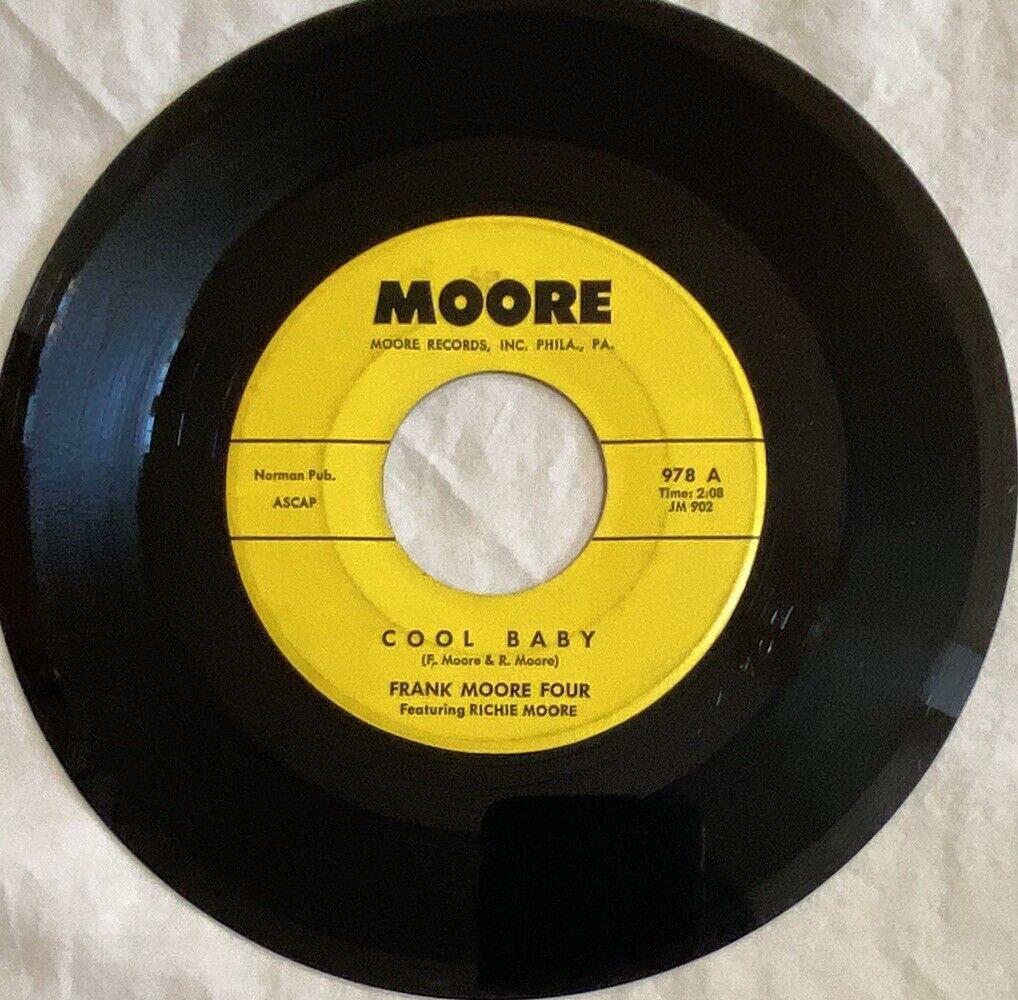 MOORE
MOORE RECORDS, INC. PHILA., PA.
Norman Pub.
ASCAP
978 A
Time: 2:08
JM 902
COOL BABY
(F. Moore & R. Moore)
FRANK MOORE FOUR
Featuring RICHIE MOORE